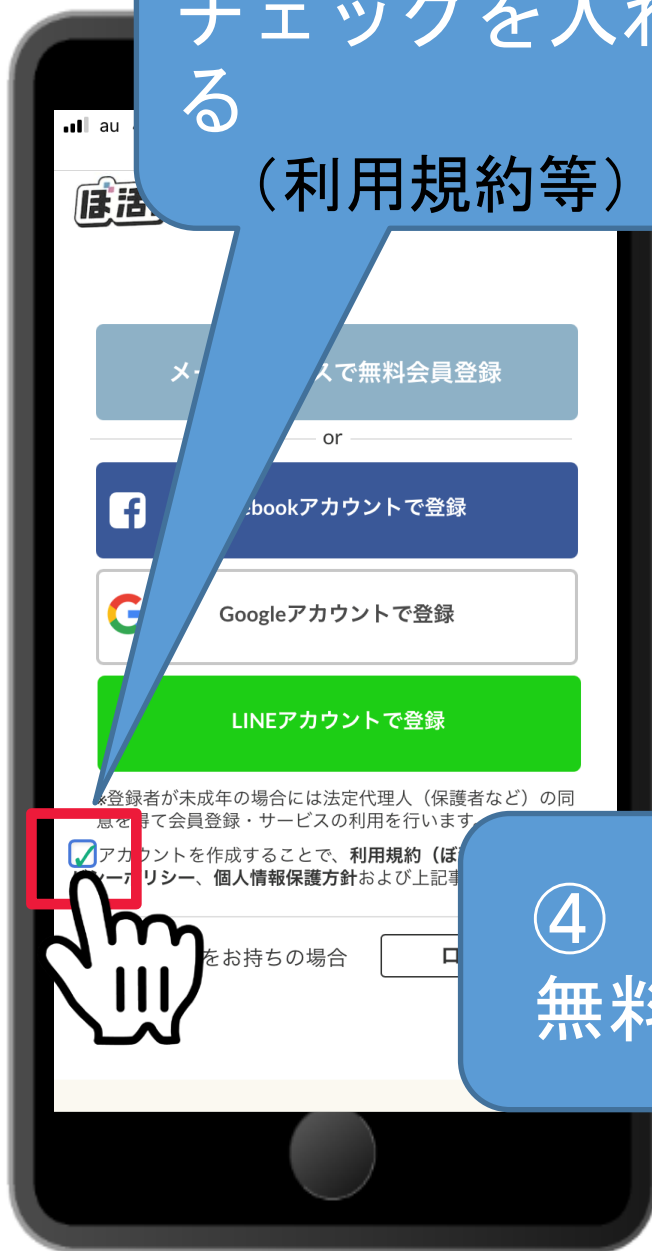 チェックを入れ
る
（利用規約等）
au
ぽ活
メー
スで無料会員登録
or
bookアカウントで登録
Googleアカウントで登録
LINEアカウントで登録
※登録者が未成年の場合には法定代理人（保護者など）の同
意を得て会員登録・サービスの利用を行います
アカウントを作成することで、利用規約（ぽ
シーポリシー、個人情報保護方針および上記事
をお持ちの場合
ロ
④
無料